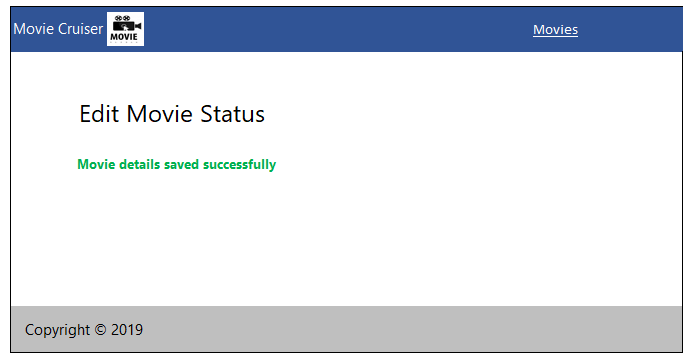 Movie Cruiser
MOVIE
Movies
Edit Movie Status
Movie details saved successfully
Copyright © 2019